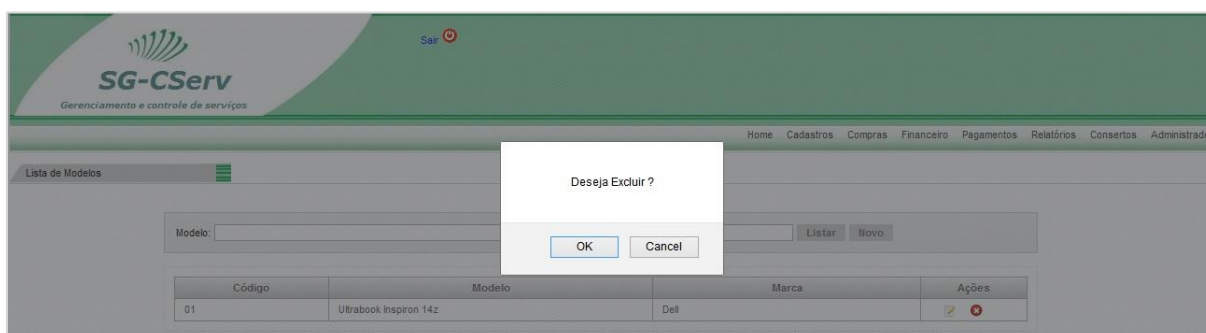 Sair
SG-CServ
Gerenciamento e controle de serviços
Home Cadastros Compras Financeiro Pagamentos Relatórios Consertos Administrad
Lista de Modelos
Deseja Excluir ?
OK Cancel
Modelo: Listar Novo
Código Modelo Marca Ações
01 Ultrabook Inspiron 14z Dell